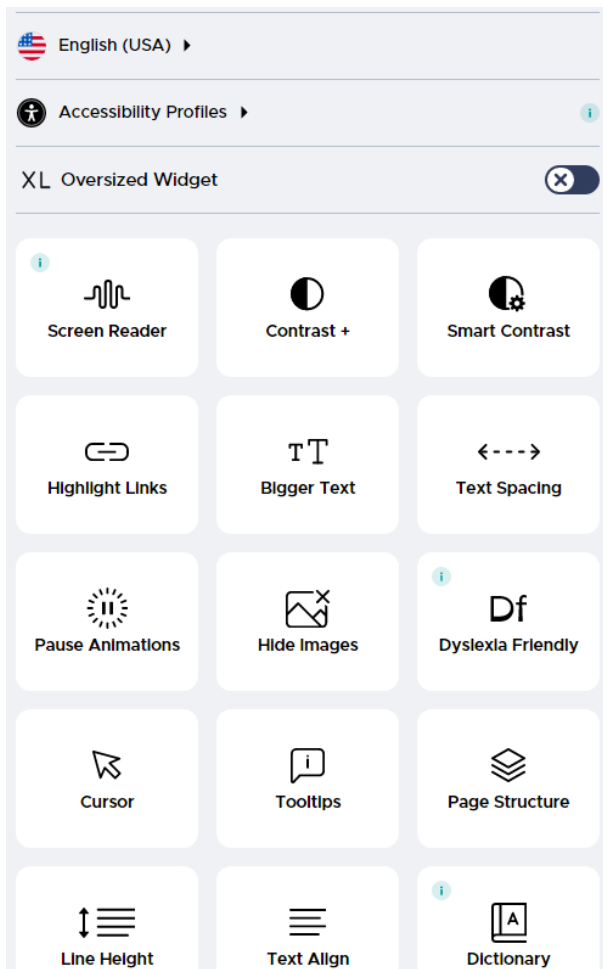 English (USA)
Accessibility Profiles
i
XL Oversized Widget
i
Screen Reader
Contrast +
Smart Contrast
Highlight Links
TT
Bigger Text
Text Spacing
Pause Animations
Hide Images
i
Df
Dyslexia Friendly
Cursor
i
Tooltips
Page Structure
Line Height
Text Align
i
A
Dictionary